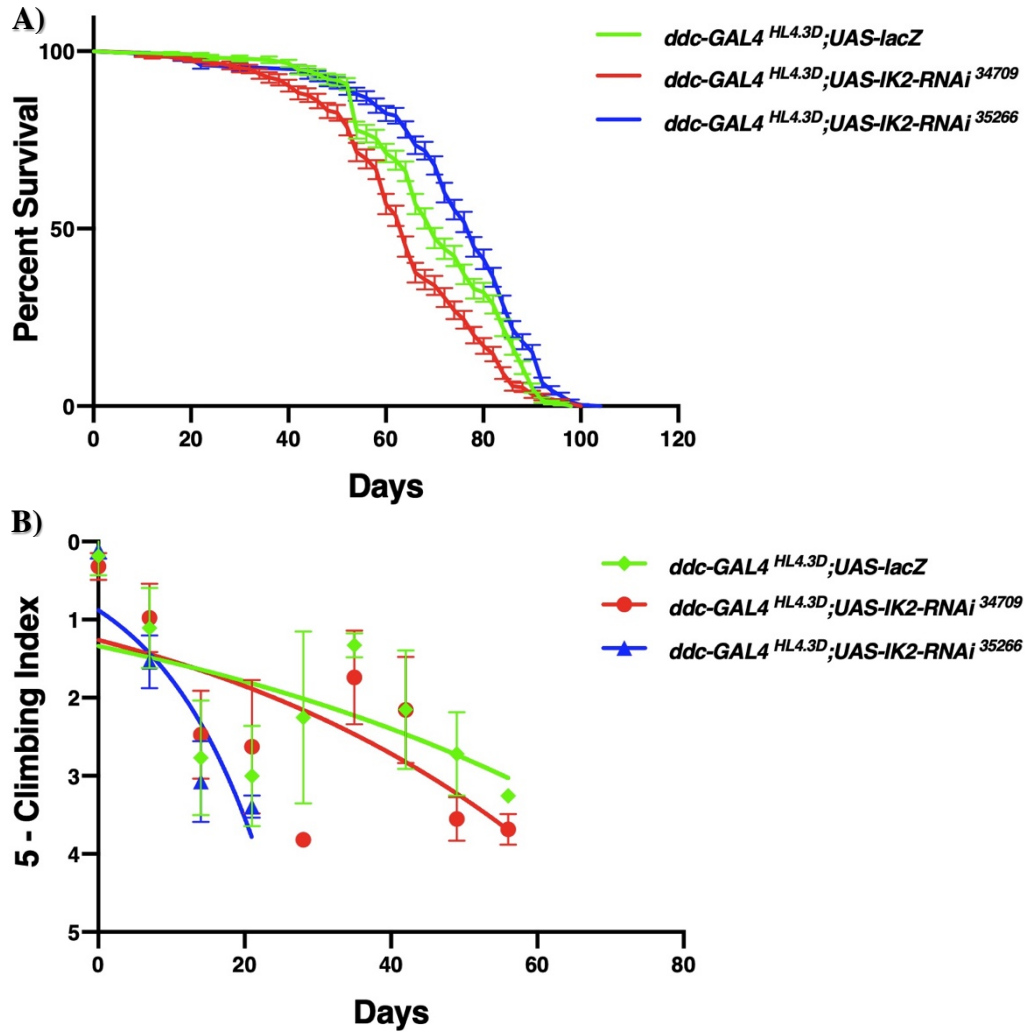 A)
Percent Survival
100
50
0
0 20 40 60 80 100 120
Days
ddc-GAL4 HL4.3D;UAS-lacZ
ddc-GAL4 HL4.3D;UAS-IK2-RNAi 34709
ddc-GAL4 HL4.3D;UAS-IK2-RNAi 35266
B)
5 - Climbing Index
0
1
2
3
4
5
0 20 40 60 80
Days
ddc-GAL4 HL4.3D;UAS-lacZ
ddc-GAL4 HL4.3D;UAS-IK2-RNAi 34709
ddc-GAL4 HL4.3D;UAS-IK2-RNAi 35266